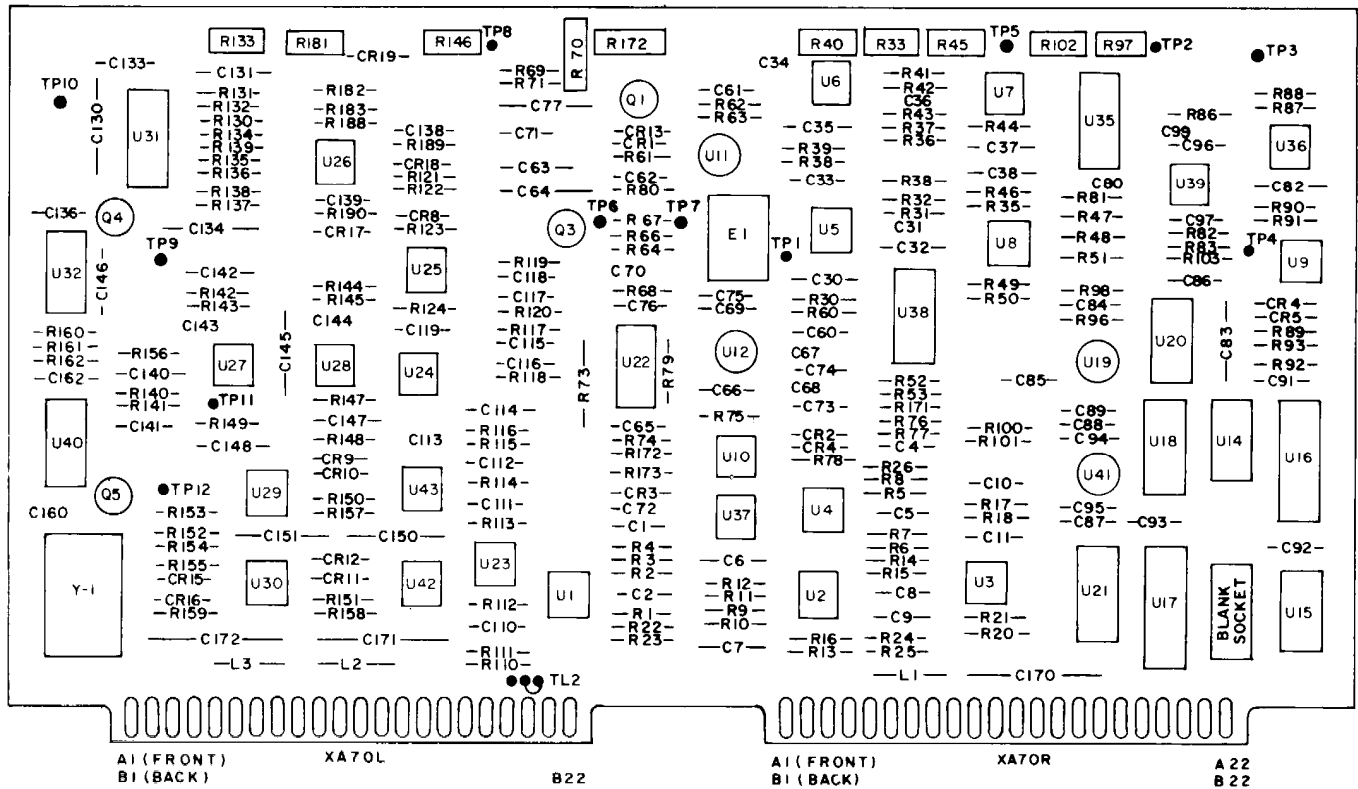 R133 R181 R146 TP8 R70 R172 R40 R33 R45 TP5 R102 R97 TP2 TP3
-CR19-
C133
TP10
C130
U31
C131
R131
R132
R130
R134
R139
R135
R136
R138
R137
C134
R182
R183
R188
U26
C139
R190
CR17
C138
R189
CR18
R121
R122
CR8
R123
R69
R71
C77
C71
C63
C64
Q3
TP6
Q1
CR13
CR1
R61
C62
R80
R67
R66
R64
TP7
C61
R62
R63
U11
E1
TP1
C34
U6
C35
R39
R38
C33
U5
R41
R42
C36
R43
R37
R36
R38
R32
R31
C31
C32
U7
R44
C37
C38
R46
R35
U8
U35
C80
R81
R47
R48
R51
R86
C99
C96
U39
C97
R82
R83
R103
C86
R88
R87
U36
C82
R90
R91
TP4
U9
C136
Q4
U32
C146
TP9
C142
R142
R143
C143
R160
R161
R162
C162
R156
C140
R140
R141
C141
U27
TP11
R149
C148
C145
R144
R145
C144
U28
R147
C147
R148
CR9
CR10
R150
R157
U25
R124
C119
U24
C113
U43
R119
C118
C117
R120
R117
C115
C116
R118
C114
R116
R115
C112
R114
C111
R113
R73
C70
R68
C76
U22
R79
C65
R74
R172
R173
CR3
C72
C1
R4
R3
R2
C2
R1
R22
R23
C75
C69
U12
C66
R75
U10
U37
C6
R12
R11
R9
R10
C7
C30
R30
R60
C60
C67
C74
C68
C73
CR2
CR4
R78
U4
U2
R16
R13
U38
R52
R53
R171
R76
R77
C4
R26
R8
R5
C5
R7
R6
R14
R15
C8
C9
R24
R25
L1
R49
R50
C85
R100
R101
C10
R17
R18
C11
U3
R21
R20
C170
R98
C84
R96
U19
C89
C88
C94
U41
C95
C87
U21
U20
C83
U18
U14
C93
U17
BLANK
SOCKET
CR4
CR5
R89
R93
R92
C91
U16
C92
U15
U40
Q5
C160
Y-1
TP12
R153
R152
R154
R155
CR15
CR16
R159
C172
L3
U29
C151
U30
CR12
CR11
R151
R158
C171
L2
C150
U42
U23
R112
C110
R111
R110
U1
TL2
A1 (FRONT) XA70L
B1 (BACK) B22
A1 (FRONT) XA70R A22
B1 (BACK) B22